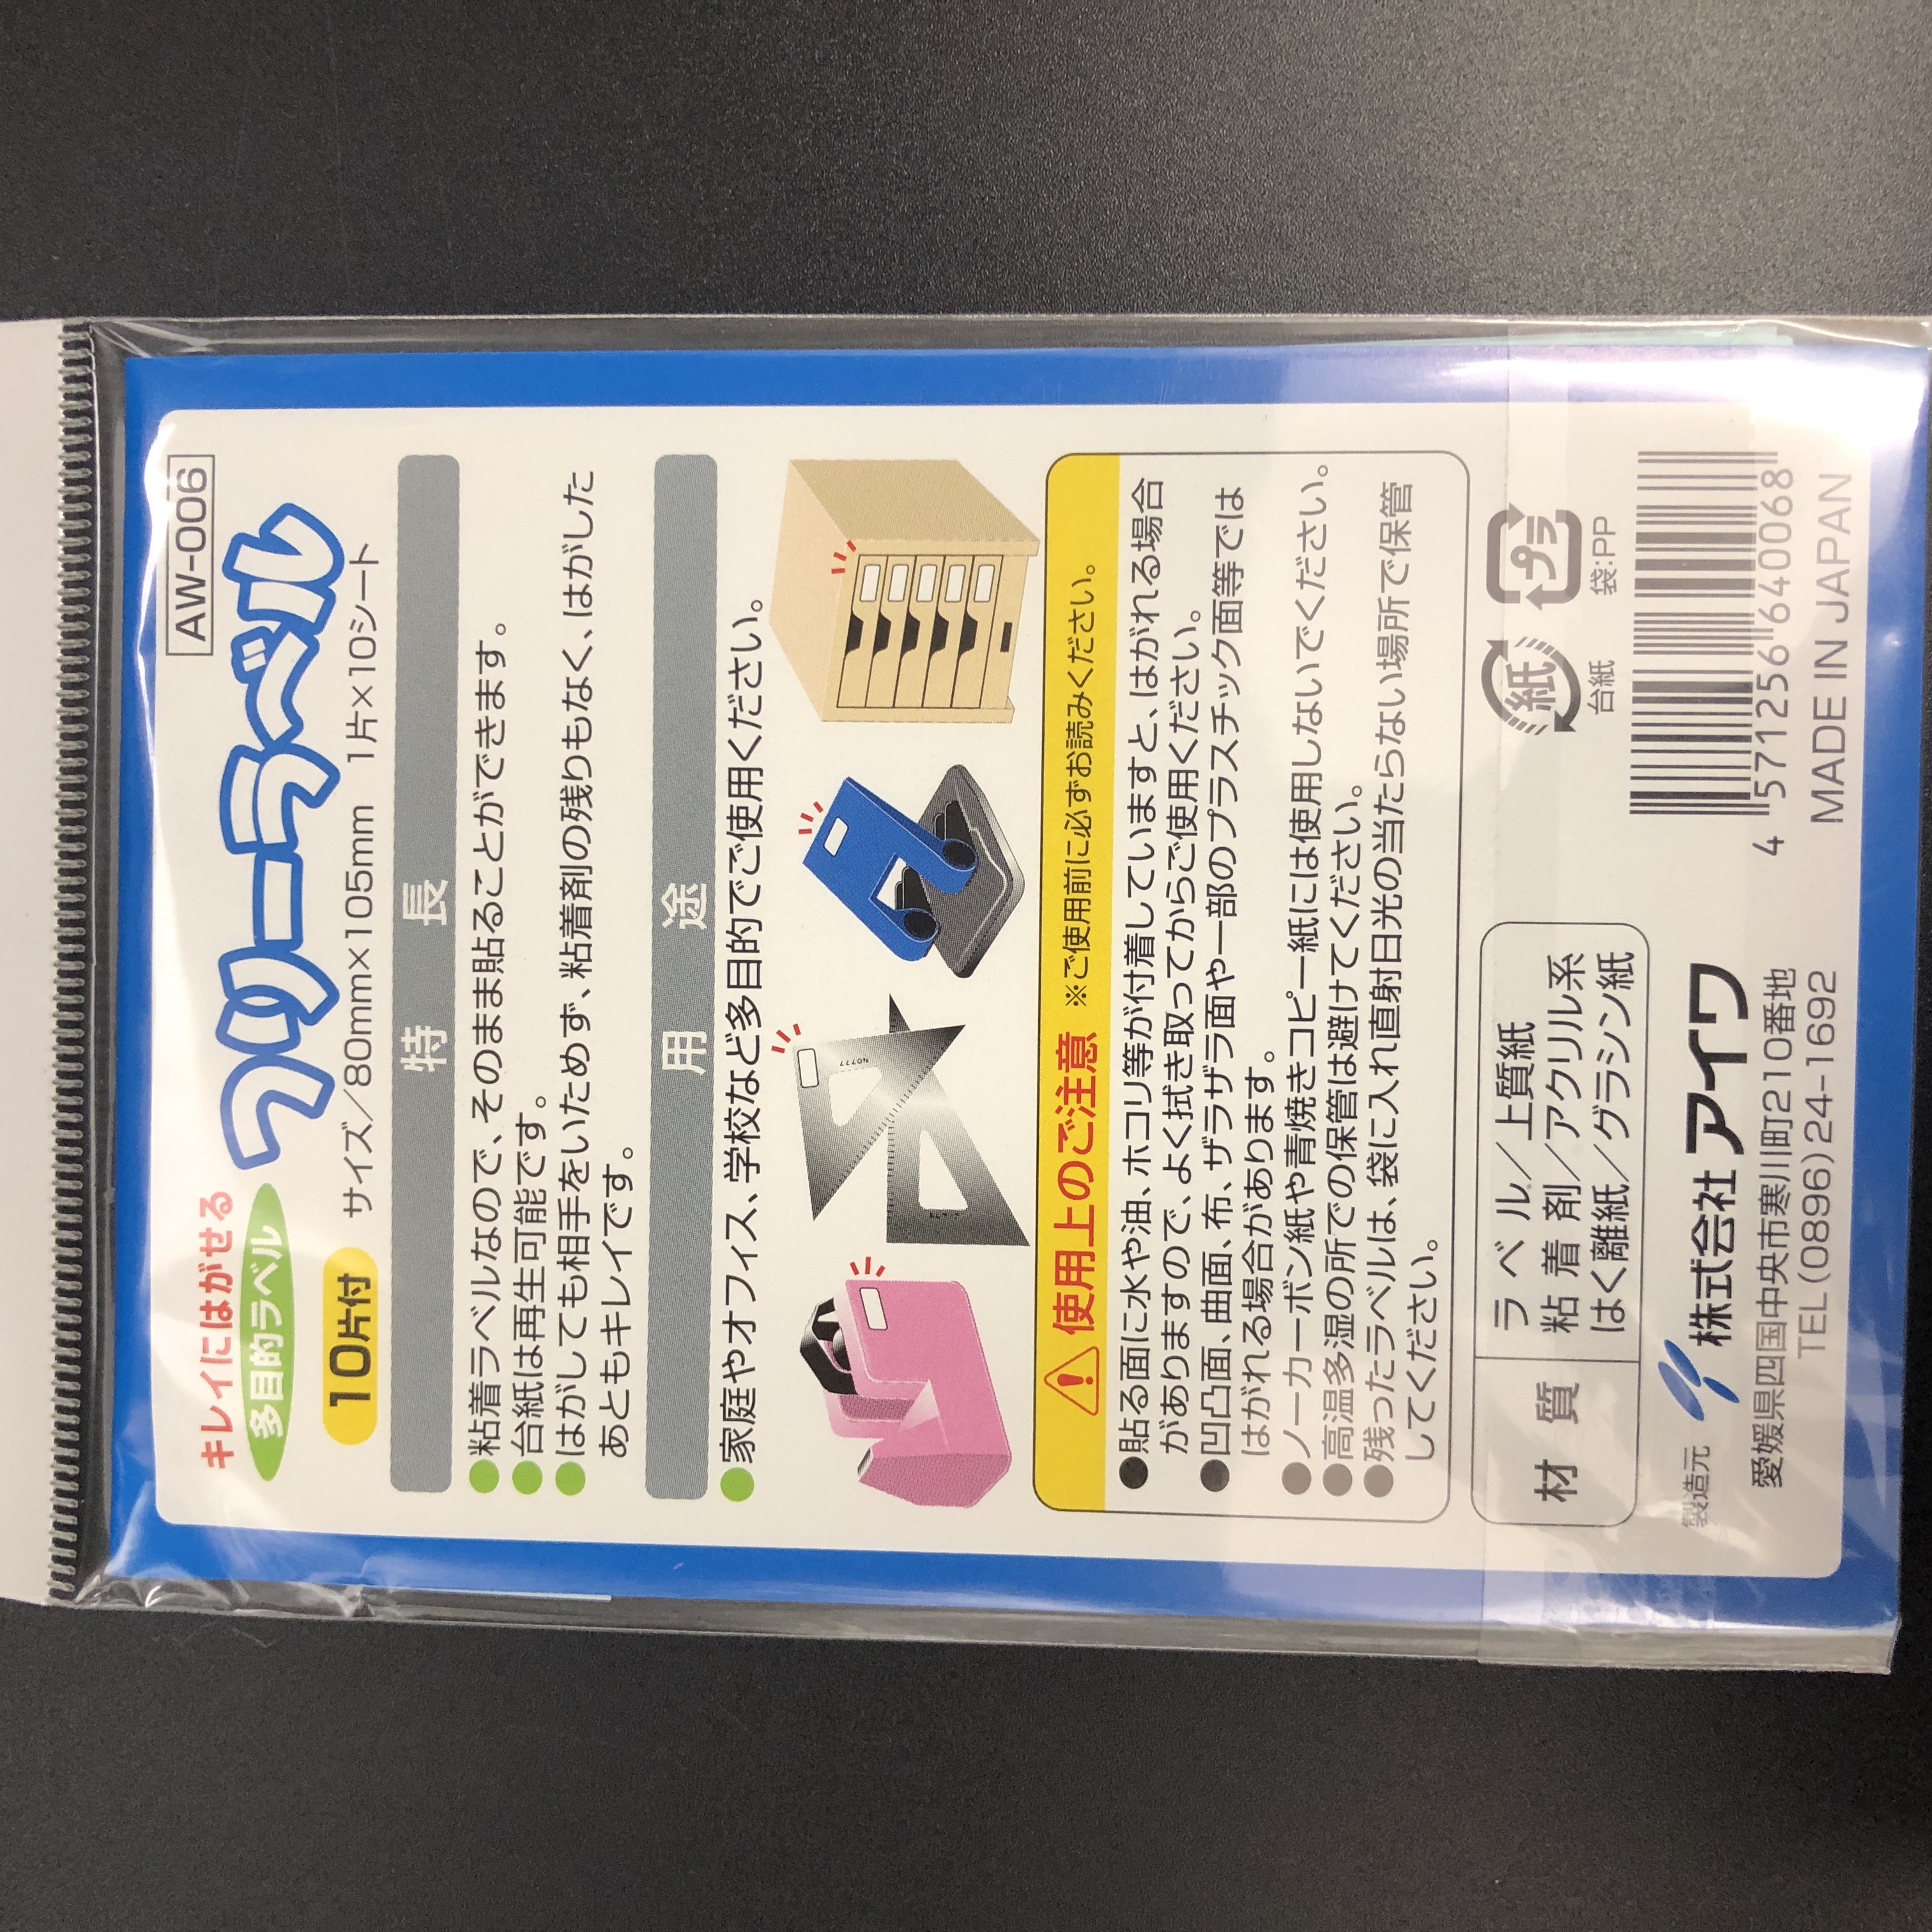 AW-006
キレイにはがせる
多目的ラベル
フリーラベル
10片付
サイズ／80mm×105mm 1片×10シート
特長
●粘着ラベルなので、そのまま貼ることができます。
●台紙は再生可能です。
●はがしても相手をいためず、粘着剤の残りもなく、はがした
あともキレイです。
用途
●家庭やオフィス、学校など多目的でご使用ください。
NO777
使用上のご注意 ※ご使用前に必ずお読みください。
●貼る面に水や油、ホコリ等が付着していますと、はがれる場合
がありますので、よく拭き取ってからご使用ください。
●凹凸面、曲面、布、ザラザラ面や一部のプラスチック面等では
はがれる場合があります。
●ノーカーボン紙や青焼きコピー紙には使用しないでください。
●高温多湿の所での保管は避けてください。
●残ったラベルは、袋に入れ直射日光の当たらない場所で保管
してください。
材質
ラベル／上質紙
粘着剤／アクリル系
はく離紙／グラシン紙
紙
台紙
プラ
袋:PP
製造元
株式会社アイワ
愛媛県四国中央市寒川町2210番地
TEL(0896)24-1692
4 571256 640068
MADE IN JAPAN